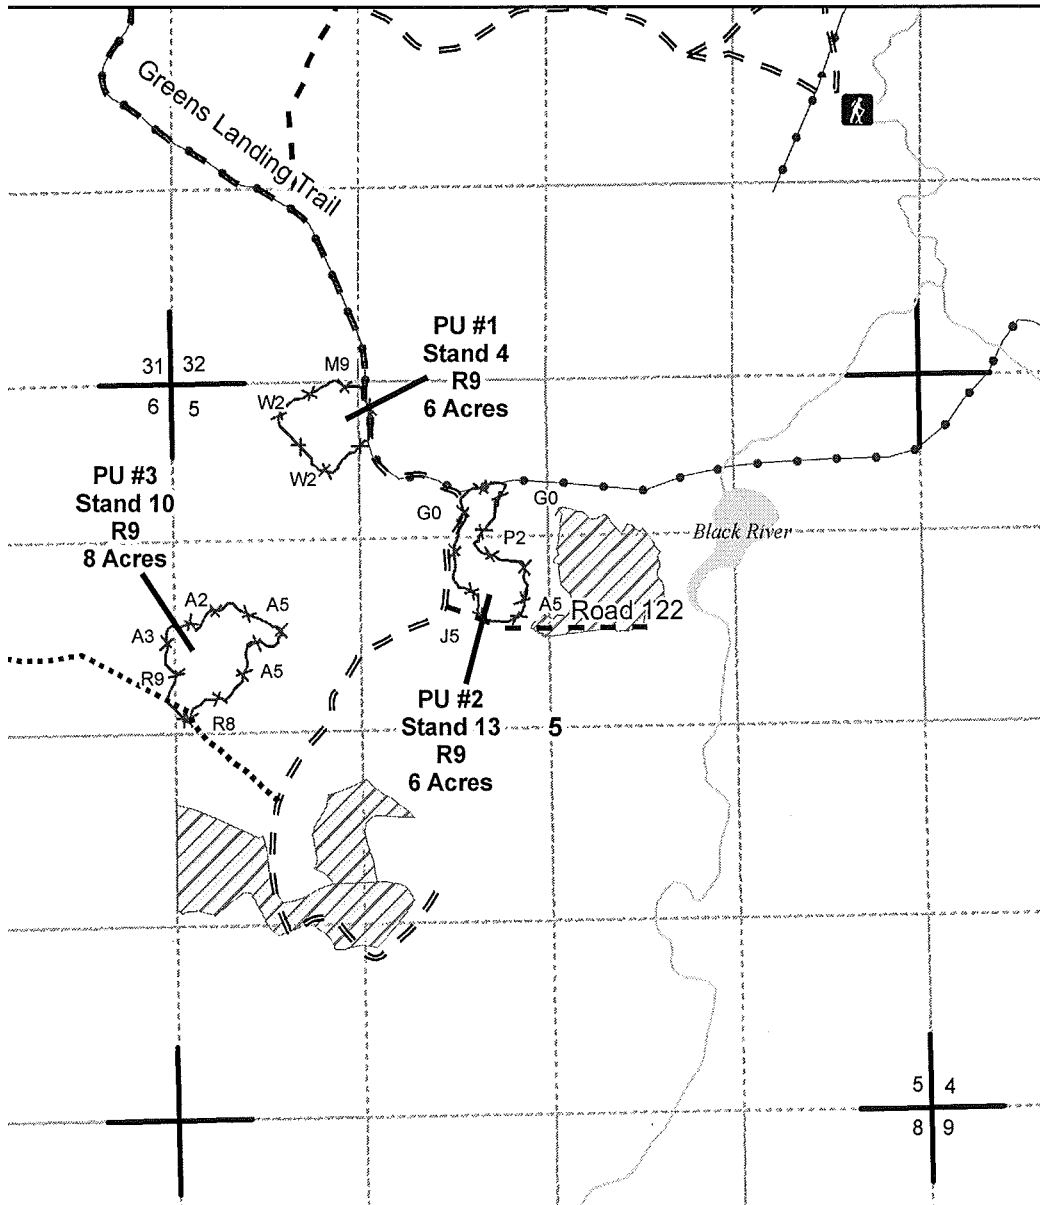 Greens Landing Trail
PU #1
Stand 4
R9
6 Acres
31 32
6 5
M9
W2
W2
PU #3
Stand 10
R9
8 Acres
G0
G0
P2
Black River
A2
A5
A5
Road 122
A3
J5
R9
A5
R8
PU #2
Stand 13
R9
6 Acres
5
5 4
8 9